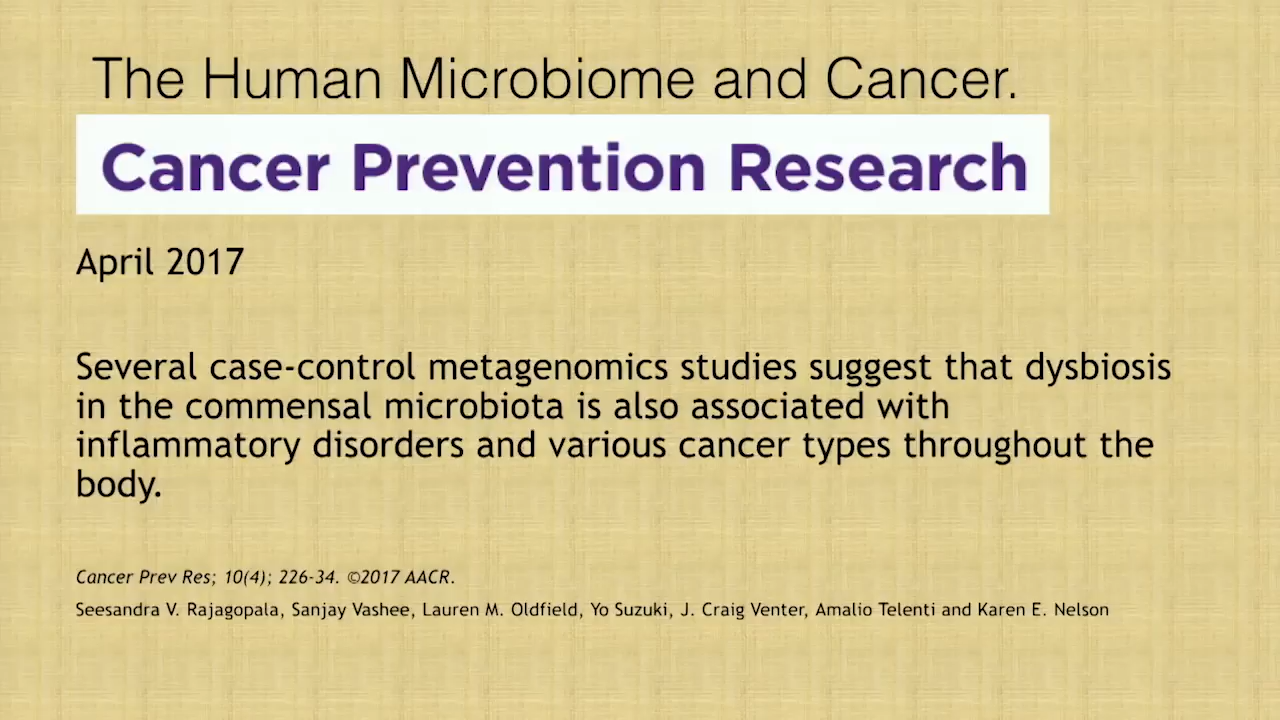 The Human Microbiome and Cancer.
Cancer Prevention Research
April 2017
Several case-control metagenomics studies suggest that dysbiosis
in the commensal microbiota is also associated with
inflammatory disorders and various cancer types throughout the
body.
Cancer Prev Res; 10(4); 226-34. ©2017 AACR.
Seesandra V. Rajagopala, Sanjay Vashee, Lauren M. Oldfield, Yo Suzuki, J. Craig Venter, Amalio Telenti and Karen E. Nelson